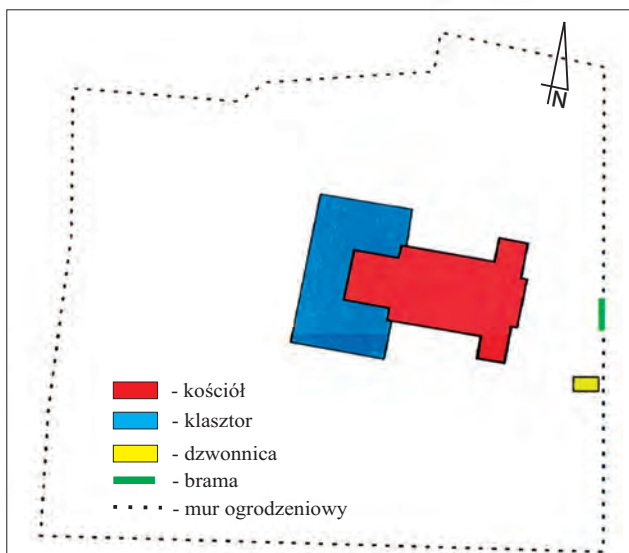 N
- kościół
- klasztor
- dzwonnica
- brama
- mur ogrodzeniowy